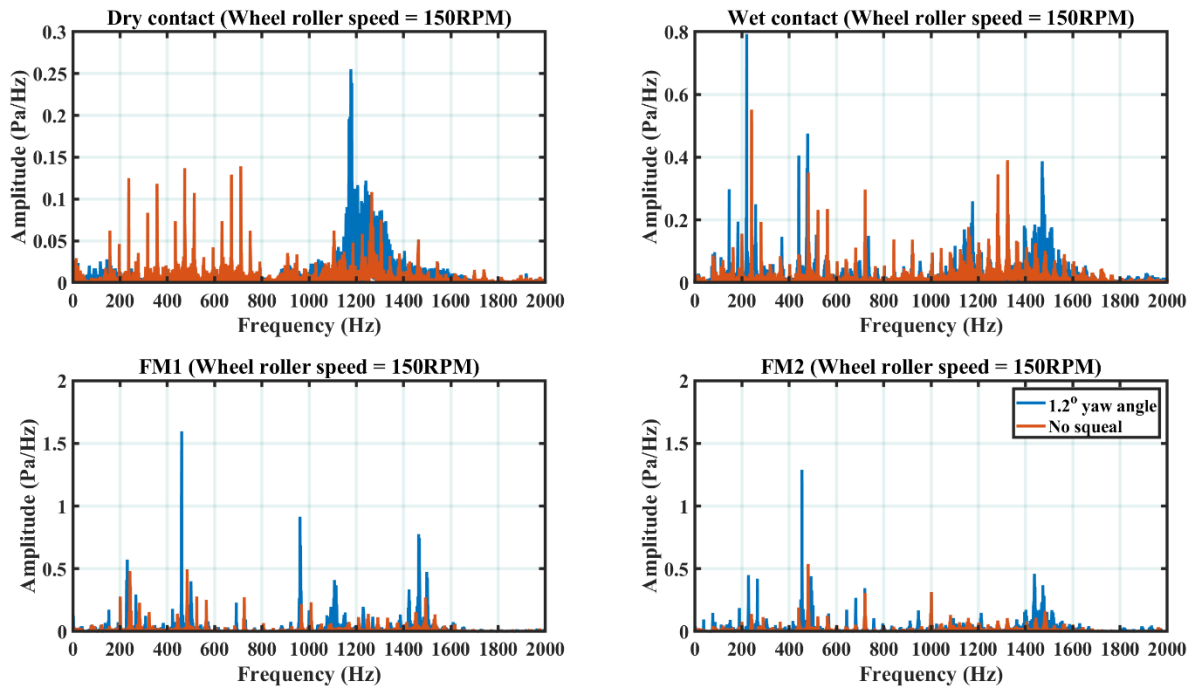 Dry contact (Wheel roller speed = 150RPM)
0.3
0.25
0.2
0.15
0.1
0.05
0
Amplitude (Pa/Hz)
0 200 400 600 800 1000 1200 1400 1600 1800 2000
Frequency (Hz)
Wet contact (Wheel roller speed = 150RPM)
0.8
0.6
0.4
0.2
0
Amplitude (Pa/Hz)
0 200 400 600 800 1000 1200 1400 1600 1800 2000
Frequency (Hz)
FM1 (Wheel roller speed = 150RPM)
2
1.5
1
0.5
0
Amplitude (Pa/Hz)
0 200 400 600 800 1000 1200 1400 1600 1800 2000
Frequency (Hz)
FM2 (Wheel roller speed = 150RPM)
2
1.5
1
0.5
0
Amplitude (Pa/Hz)
1.2° yaw angle
No squeal
0 200 400 600 800 1000 1200 1400 1600 1800 2000
Frequency (Hz)